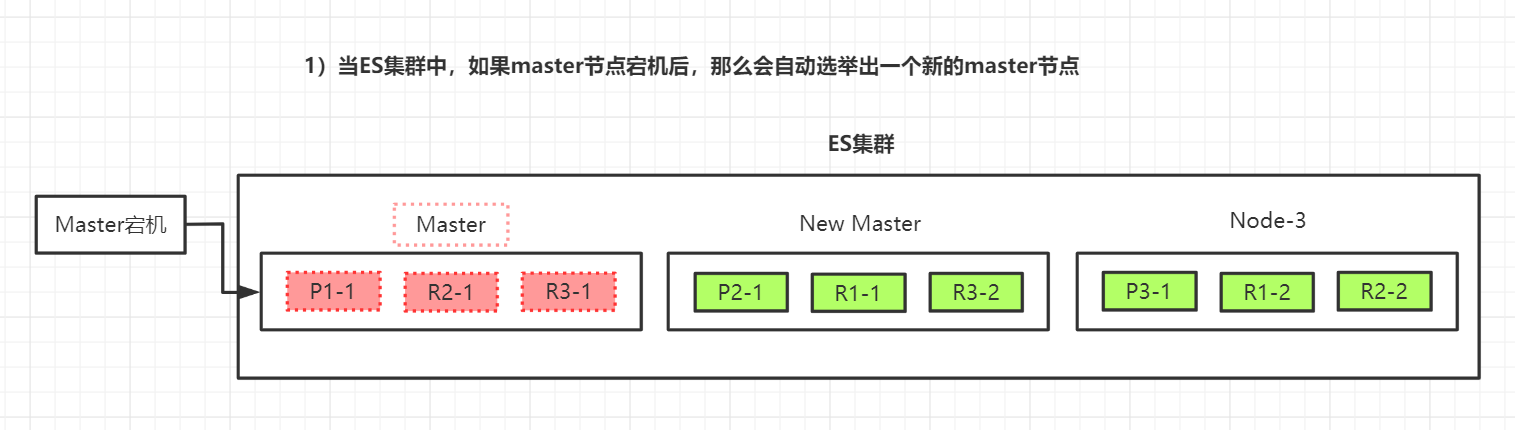 1）当ES集群中，如果master节点宕机后，那么会自动选举出一个新的master节点
ES集群
Master宕机
Master
New Master
Node-3
P1-1 R2-1 R3-1
P2-1 R1-1 R3-2
P3-1 R1-2 R2-2